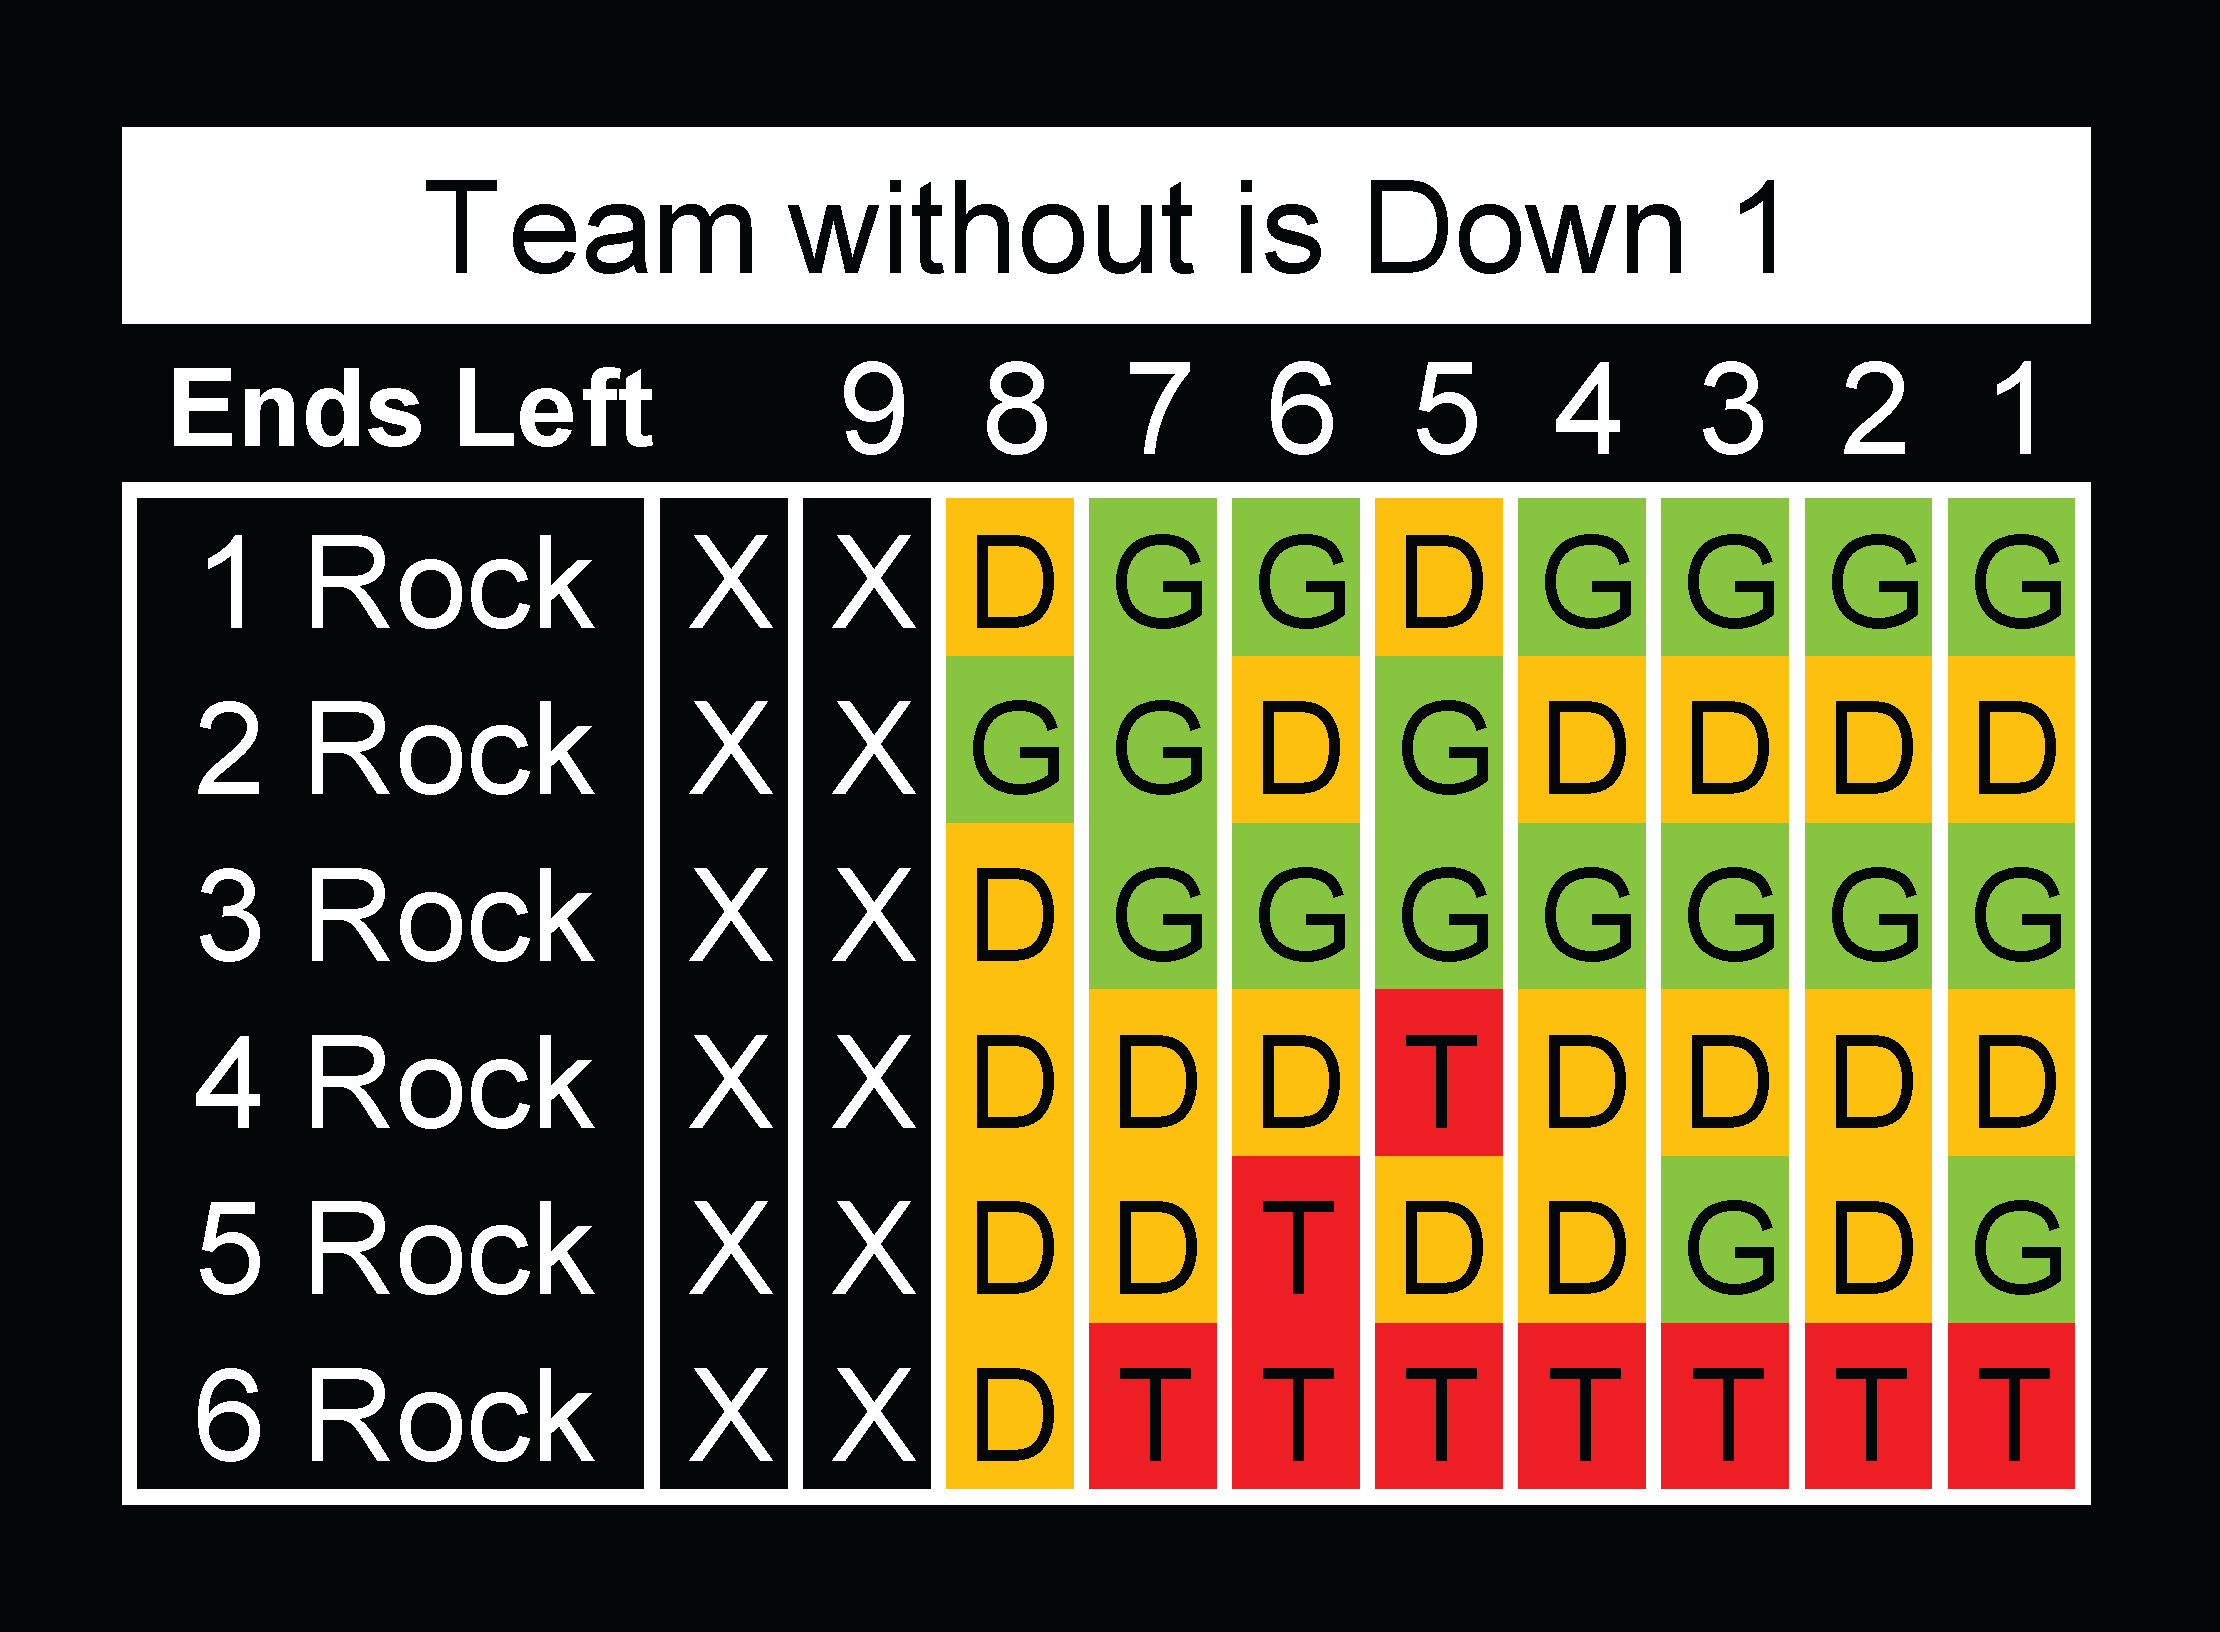 Team without is Down 1
Ends Left 9 8 7 6 5 4 3 2 1
1 Rock X X D G G D G G G G
2 Rock X X G G D G D D D D
3 Rock X X D G G G G G G G
4 Rock X X D D D T D D D D
5 Rock X X D D T D D G D G
6 Rock X X D T T T T T T T